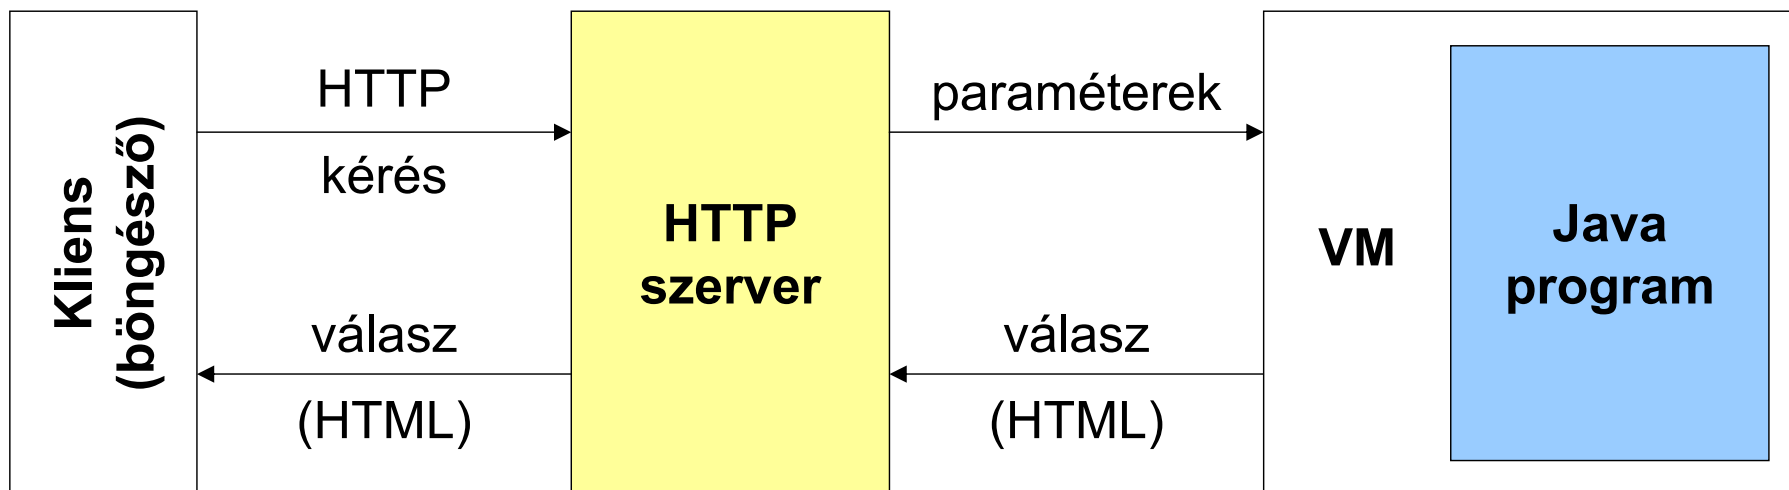 Kliens
(böngésző)
HTTP
kérés
válasz
(HTML)
HTTP
szerver
paraméterek
válasz
(HTML)
VM
Java
program